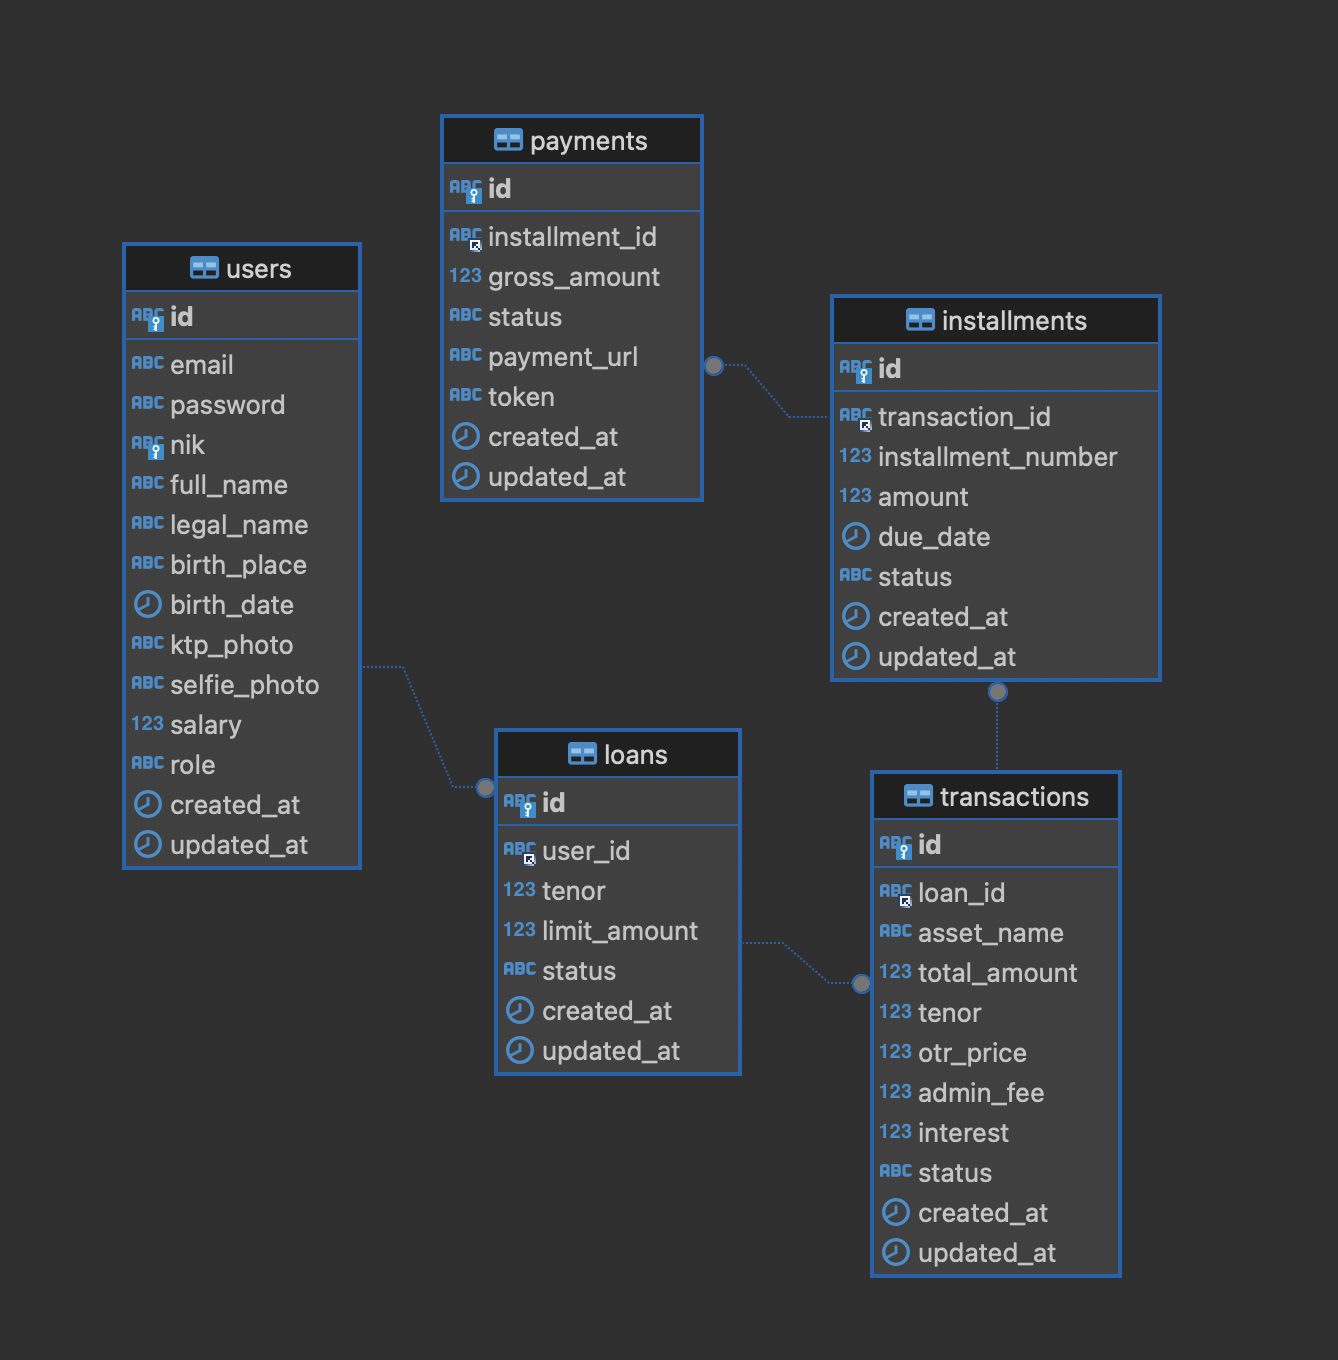 payments
ABC id
ABC installment_id
123 gross_amount
ABC status
ABC payment_url
ABC token
created_at
updated_at
users
ABC id
ABC email
ABC password
ABC nik
ABC full_name
ABC legal_name
ABC birth_place
birth_date
ABC ktp_photo
ABC selfie_photo
123 salary
ABC role
created_at
updated_at
installments
ABC id
ABC transaction_id
123 installment_number
123 amount
due_date
ABC status
created_at
updated_at
loans
ABC id
ABC user_id
123 tenor
123 limit_amount
ABC status
created_at
updated_at
transactions
ABC id
ABC loan_id
ABC asset_name
123 total_amount
123 tenor
123 otr_price
123 admin_fee
123 interest
ABC status
created_at
updated_at